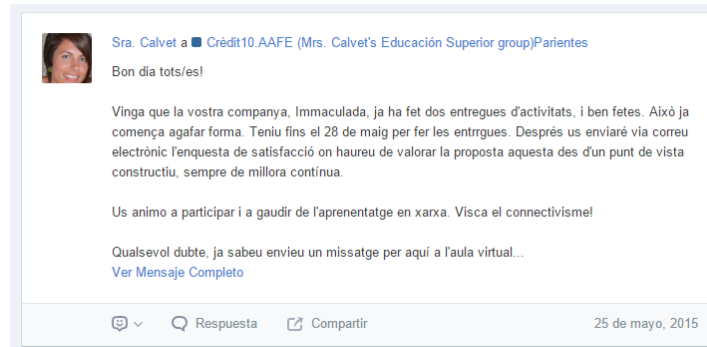 Sra. Calvet a Crèdit10.AAFE (Mrs. Calvet's Educación Superior group)Parientes
Bon dia tots/es!
Vinga que la vostra companya, Immaculada, ja ha fet dos entregues d'activitats, i ben fetes. Això ja
comença agafar forma. Teniu fins el 28 de maig per fer les entrrgues. Després us enviaré via correu
electrònic l'enquesta de satisfacció on haureu de valorar la proposta aquesta des d'un punt de vista
constructiu, sempre de millora contínua.
Us animo a participar i a gaudir de l'aprenentatge en xarxa. Visca el connectivisme!
Qualsevol dubte, ja sabeu envieu un missatge per aquí a l'aula virtual...
Ver Mensaje Completo
Respuesta Compartir 25 de mayo, 2015